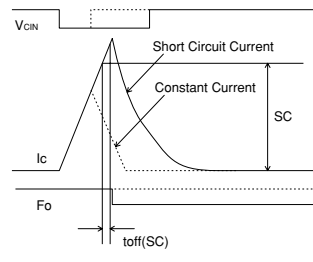 VCIN
Short Circuit Current
Constant Current
SC
Ic
Fo
toff(SC)